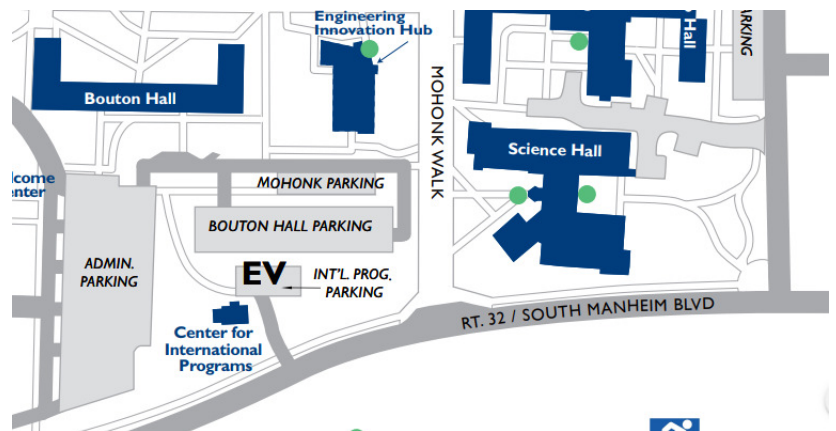 Engineering
Innovation Hub
Hall
PARKING
Bouton Hall
MOHONK WALK
Science Hall
lcome
enter
MOHONK PARKING
BOUTON HALL PARKING
ADMIN.
PARKING
EV
INT'L. PROG.
PARKING
RT. 32 / SOUTH MANHEIM BLVD
Center for
International
Programs